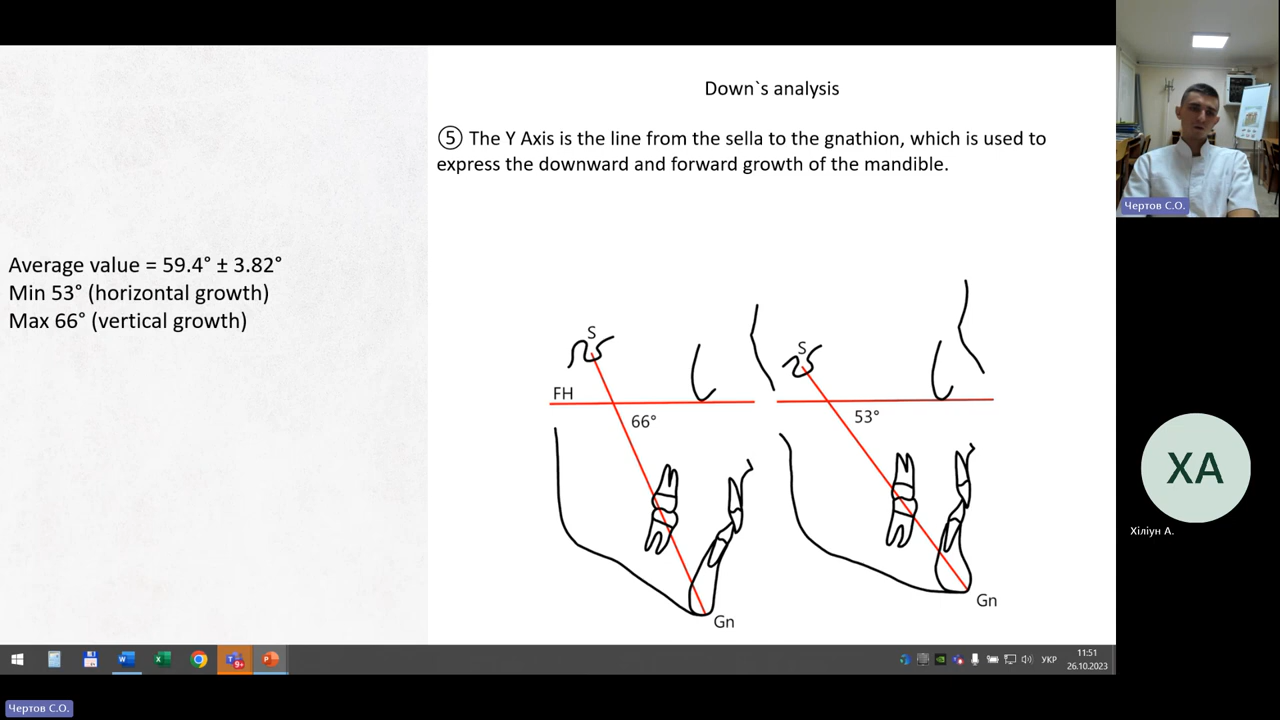 Down`s analysis
⑤ The Y Axis is the line from the sella to the gnathion, which is used to
express the downward and forward growth of the mandible.
Average value = 59.4° ± 3.82°
Min 53° (horizontal growth)
Max 66° (vertical growth)
S
FH
66°
Gn
S
53°
Gn
Чертов С.О.
ХА
Хіліун А.
УКР
11:51
26.10.2023
Чертов С.О.